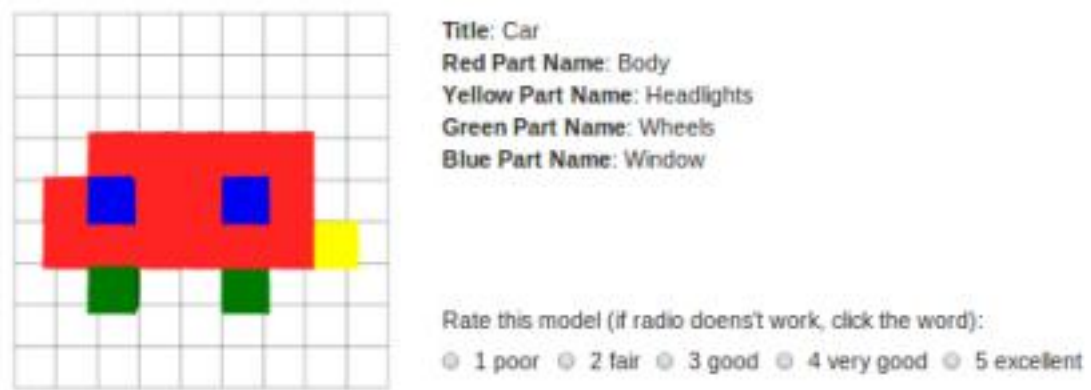 Title: Car
Red Part Name: Body
Yellow Part Name: Headlights
Green Part Name: Wheels
Blue Part Name: Window
Rate this model (if radio doens't work, click the word):
1 poor 2 fair 3 good 4 very good 5 excellent